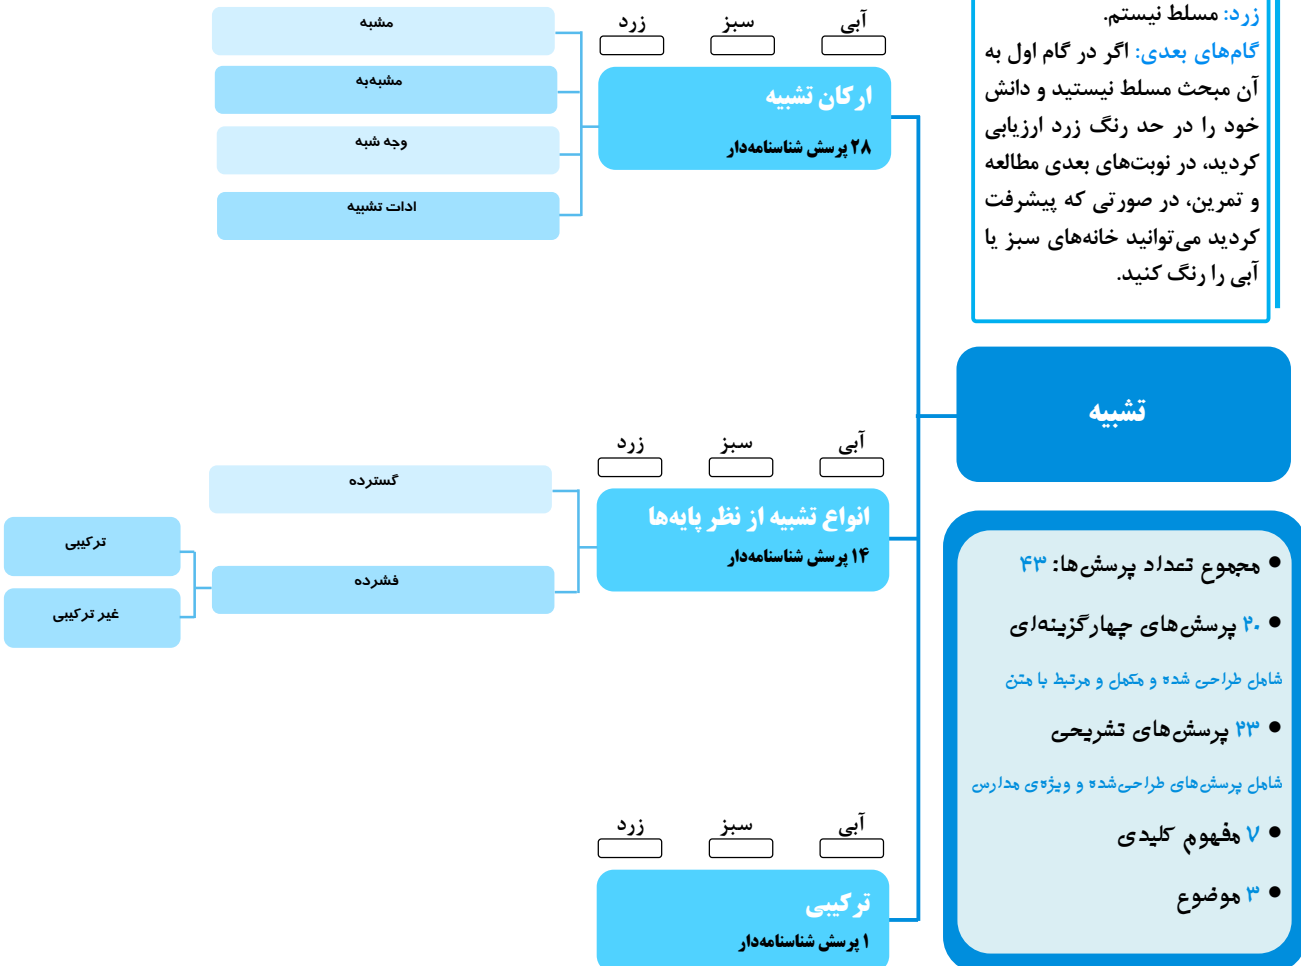 زرد: مسلط نیستم.
گام‌های بعدی: اگر در گام اول به
آن مبحث مسلط نیستید و دانش
خود را در حد رنگ زرد ارزیابی
کردید، در نوبت‌های بعدی مطالعه
و تمرین، در صورتی که پیشرفت
کردید می‌توانید خانه‌های سبز یا
آبی را رنگ کنید.
تشبیه
● مجموع تعداد پرسش‌ها: ۴۳
● ۲۰ پرسش‌های چهارگزینه‌ای
شامل طراحی شده و مکمل و مرتبط با متن
● ۲۳ پرسش‌های تشریحی
شامل پرسش‌های طراحی‌شده و ویژه‌ی مدارس
● ۷ مفهوم کلیدی
● ۳ موضوع
آبی سبز زرد
ارکان تشبیه
۲۸ پرسش شناسنامه‌دار
مشبه
مشبه‌به
وجه شبه
ادات تشبیه
آبی سبز زرد
انواع تشبیه از نظر پایه‌ها
۱۴ پرسش شناسنامه‌دار
گسترده
فشرده
ترکیبی
غیر ترکیبی
آبی سبز زرد
ترکیبی
۱ پرسش شناسنامه‌دار